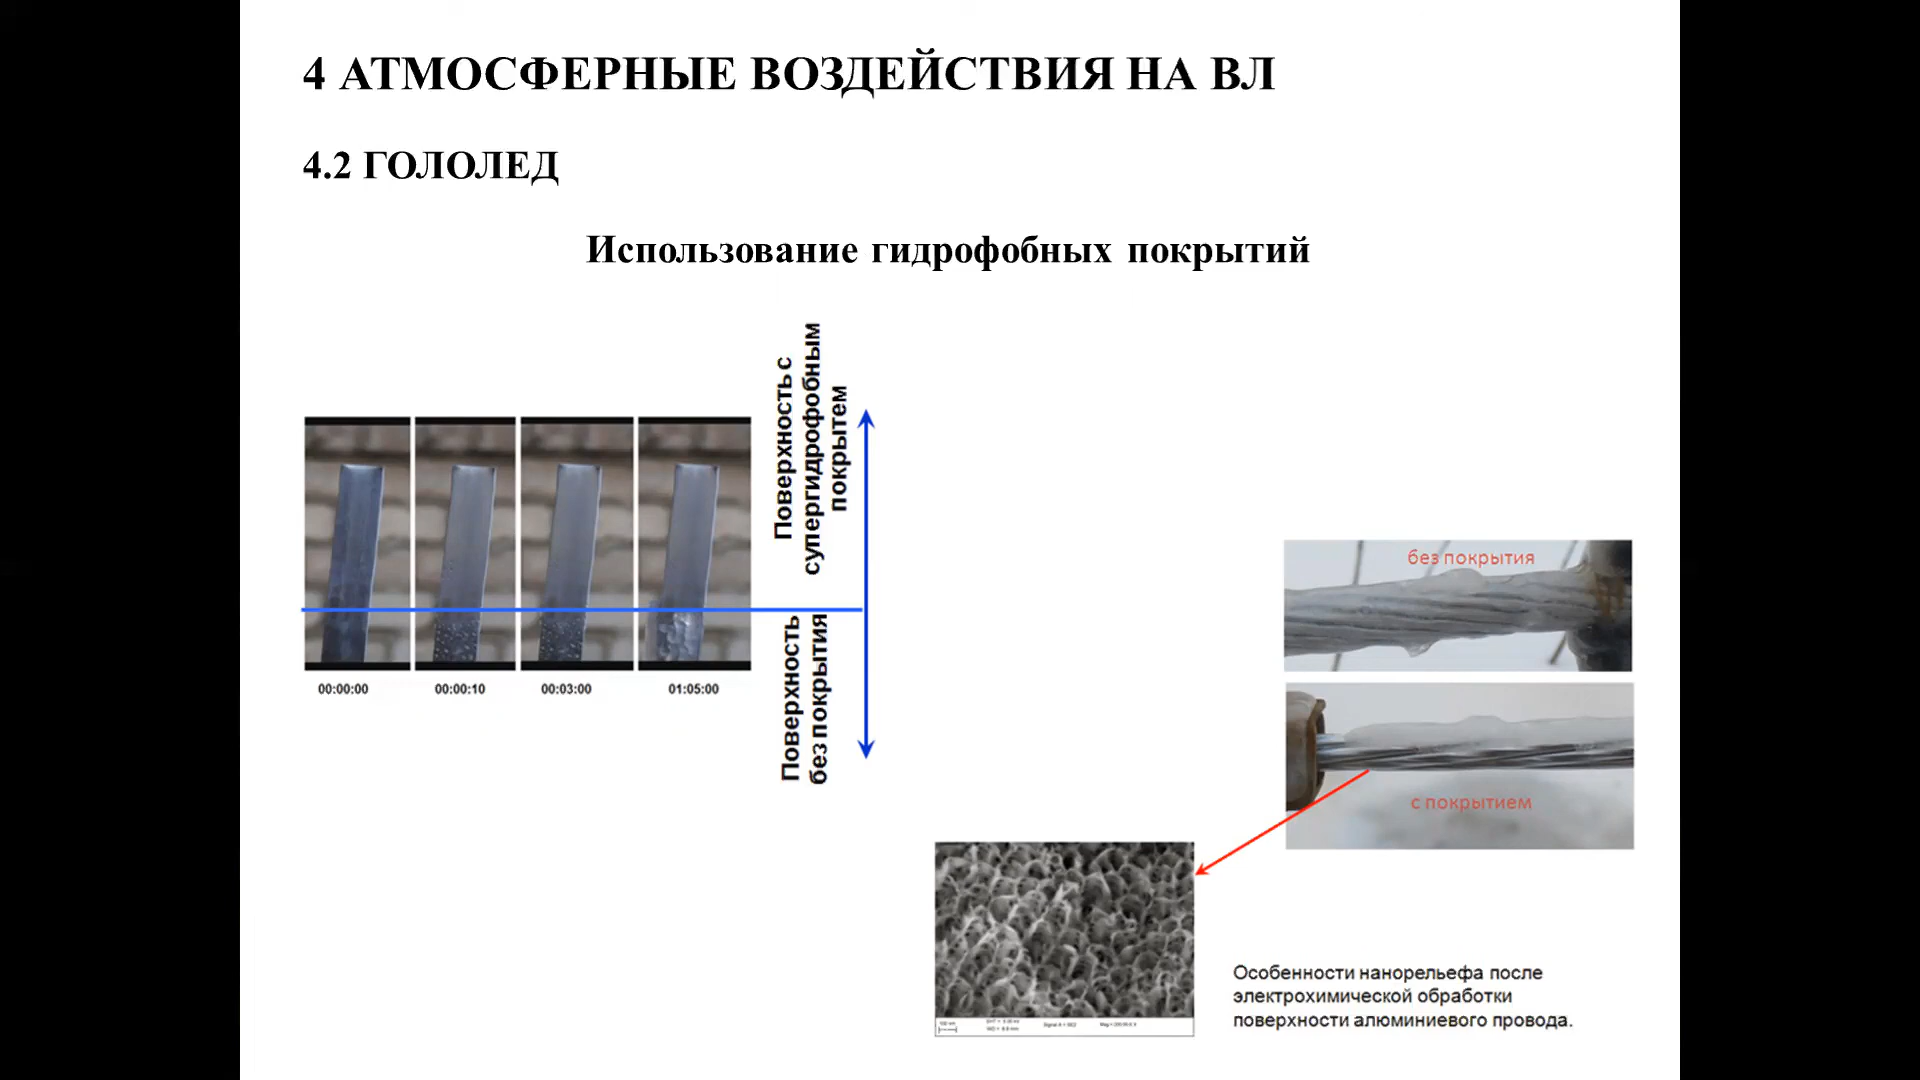 4 АТМОСФЕРНЫЕ ВОЗДЕЙСТВИЯ НА ВЛ
4.2 ГОЛОЛЕД
Использование гидрофобных покрытий
Поверхность с
супергидрофобным
покрытем
Поверхность
без покрытия
00:00:00
00:00:10
00:03:00
01:05:00
без покрытия
с покрытием
Особенности нанорельефа после
электрохимической обработки
поверхности алюминиевого провода.